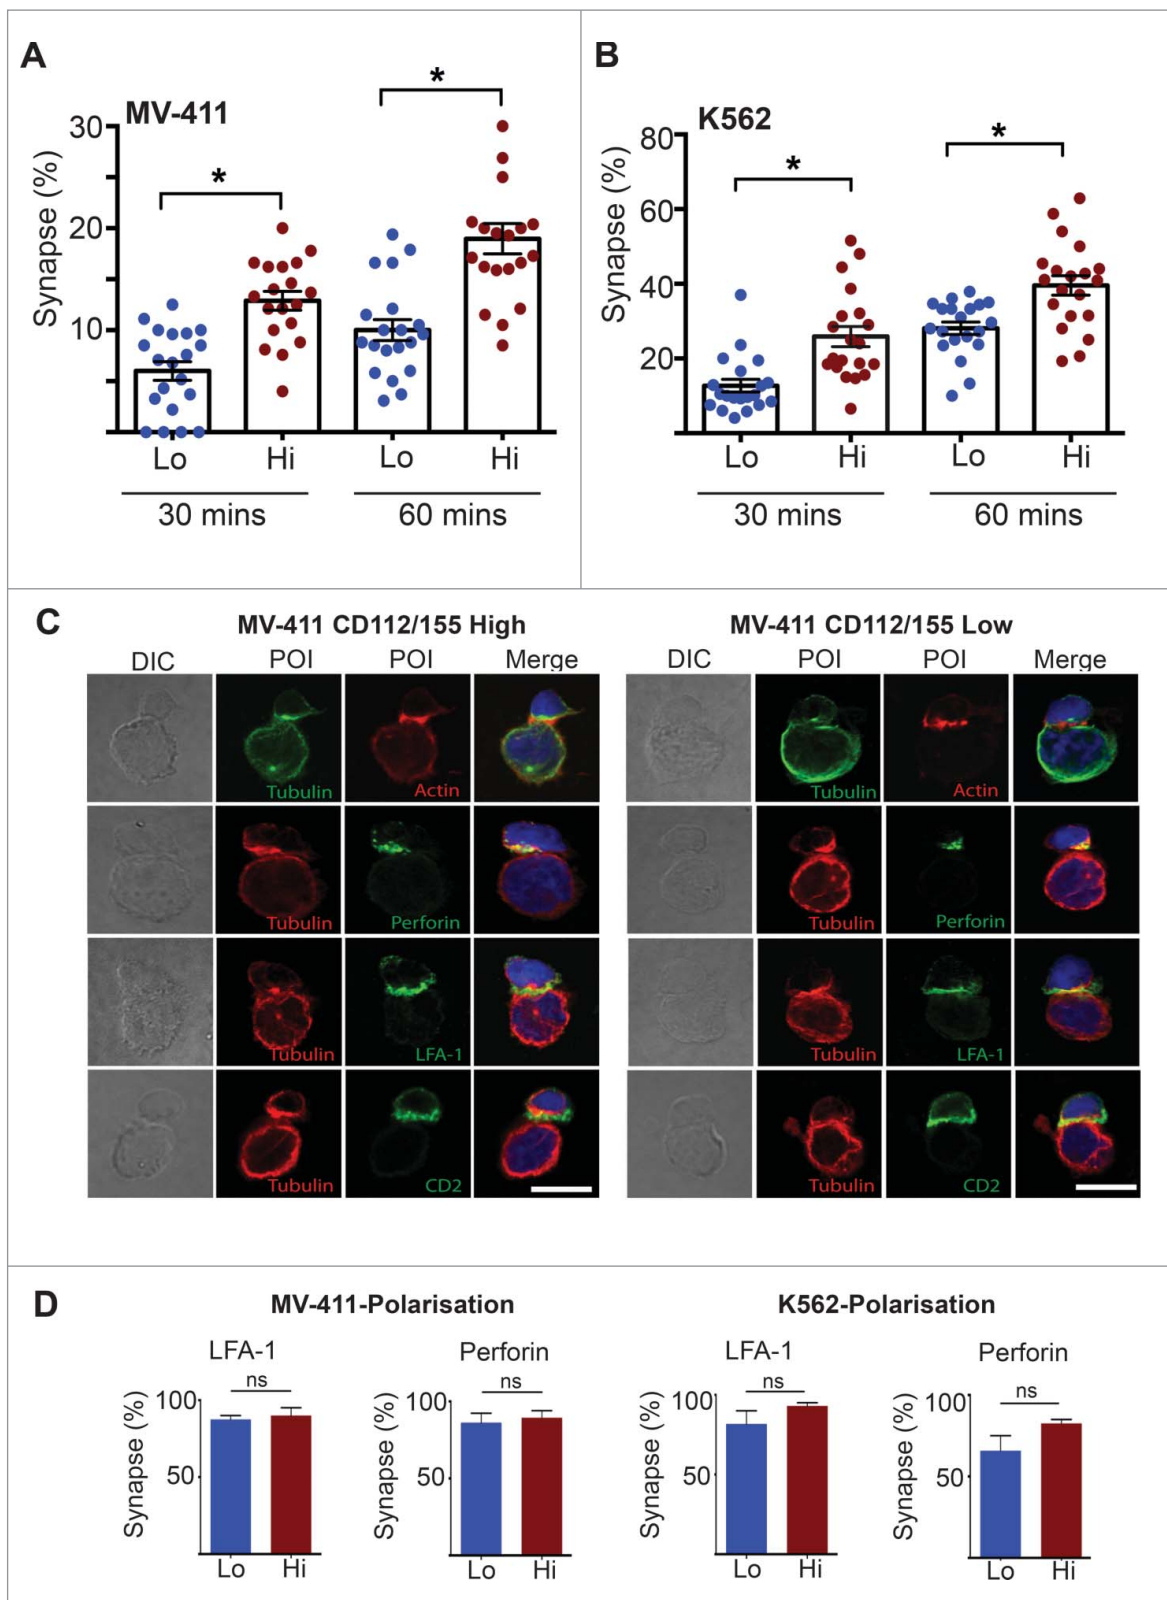 A
MV-411
Synapse (%)
30
20
10
*
*
Lo
Hi
Lo
Hi
30 mins
60 mins
B
K562
Synapse (%)
80
60
40
20
*
*
Lo
Hi
Lo
Hi
30 mins
60 mins
C
MV-411 CD112/155 High
MV-411 CD112/155 Low
DIC POI POI Merge
DIC POI POI Merge
Tubulin Actin
Tubulin Actin
Tubulin Perforin
Tubulin Perforin
Tubulin LFA-1
Tubulin LFA-1
Tubulin CD2
Tubulin CD2
D
MV-411-Polarisation
K562-Polarisation
LFA-1
Synapse (%)
100
50
ns
Lo Hi
Perforin
Synapse (%)
100
50
ns
Lo Hi
LFA-1
Synapse (%)
100
50
ns
Lo Hi
Perforin
Synapse (%)
100
50
ns
Lo Hi